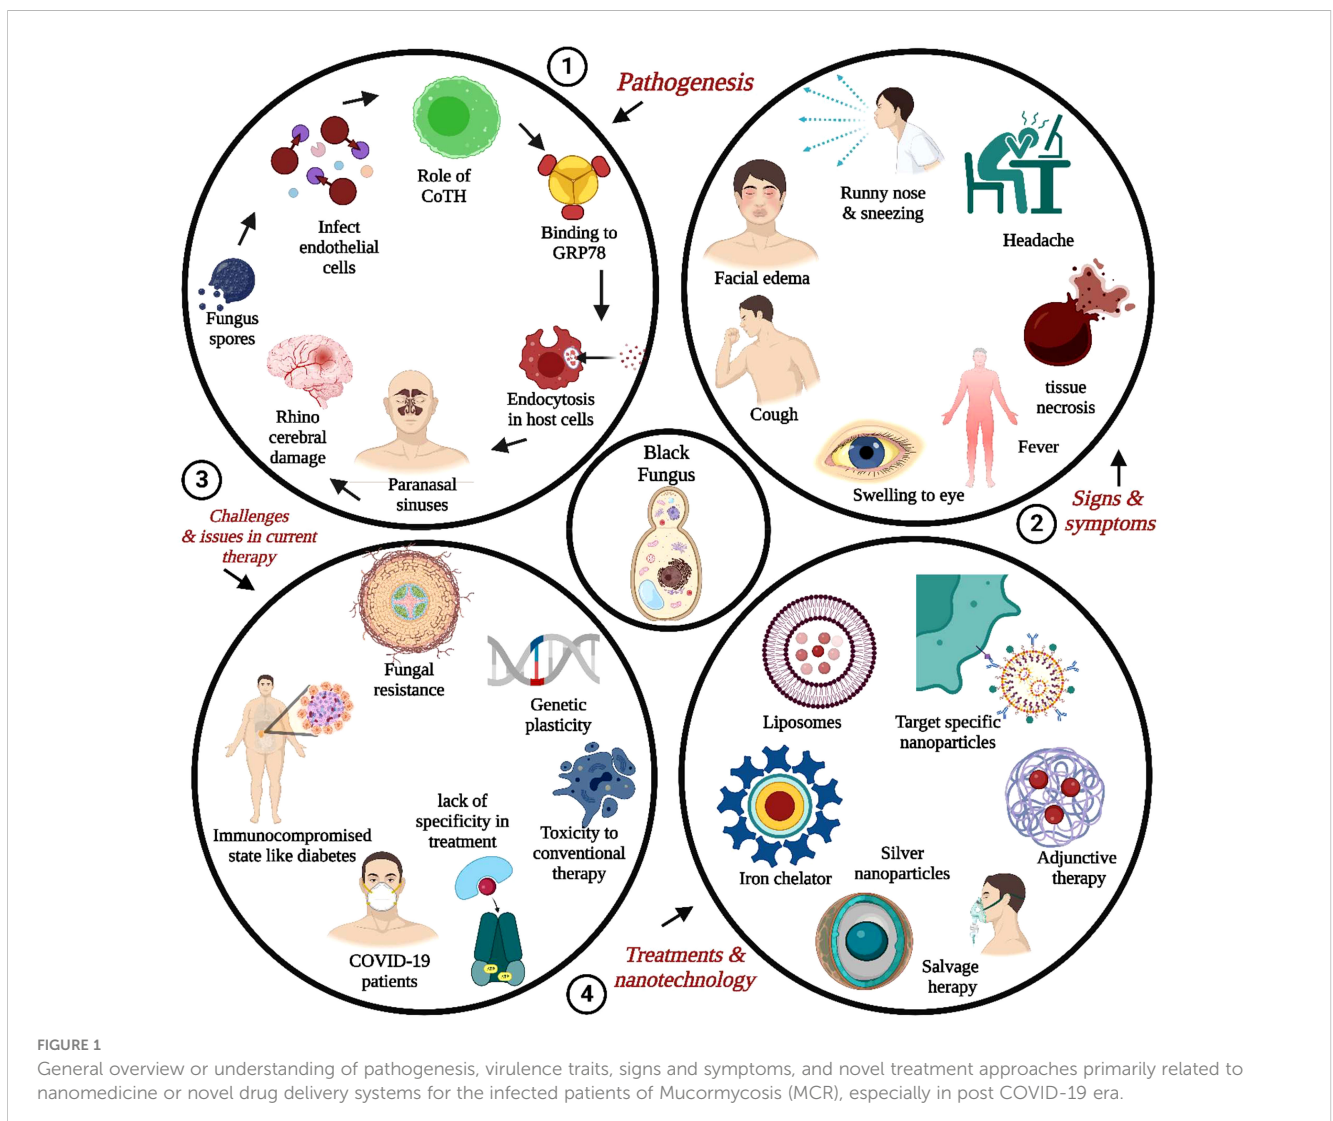 1
Pathogenesis
Role of
CoTH
Infect
endothelial
cells
Binding to
GRP78
Fungus
spores
Endocytosis
in host cells
Rhino
cerebral
damage
Paranasal
sinuses
Runny nose
& sneezing
Headache
Facial edema
Cough
tissue
necrosis
Fever
Swelling to eye
2
Signs &
symptoms
Black
Fungus
3
Challenges
& issues in current
therapy
Fungal
resistance
Genetic
plasticity
lack of
specificity in
treatment
Toxicity to
conventional
therapy
Immunocompromised
state like diabetes
COVID-19
patients
4
Treatments &
nanotechnology
Liposomes
Target specific
nanoparticles
Iron chelator
Silver
nanoparticles
Adjunctive
therapy
Salvage
herapy
FIGURE 1
General overview or understanding of pathogenesis, virulence traits, signs and symptoms, and novel treatment approaches primarily related to
nanomedicine or novel drug delivery systems for the infected patients of Mucormycosis (MCR), especially in post COVID-19 era.